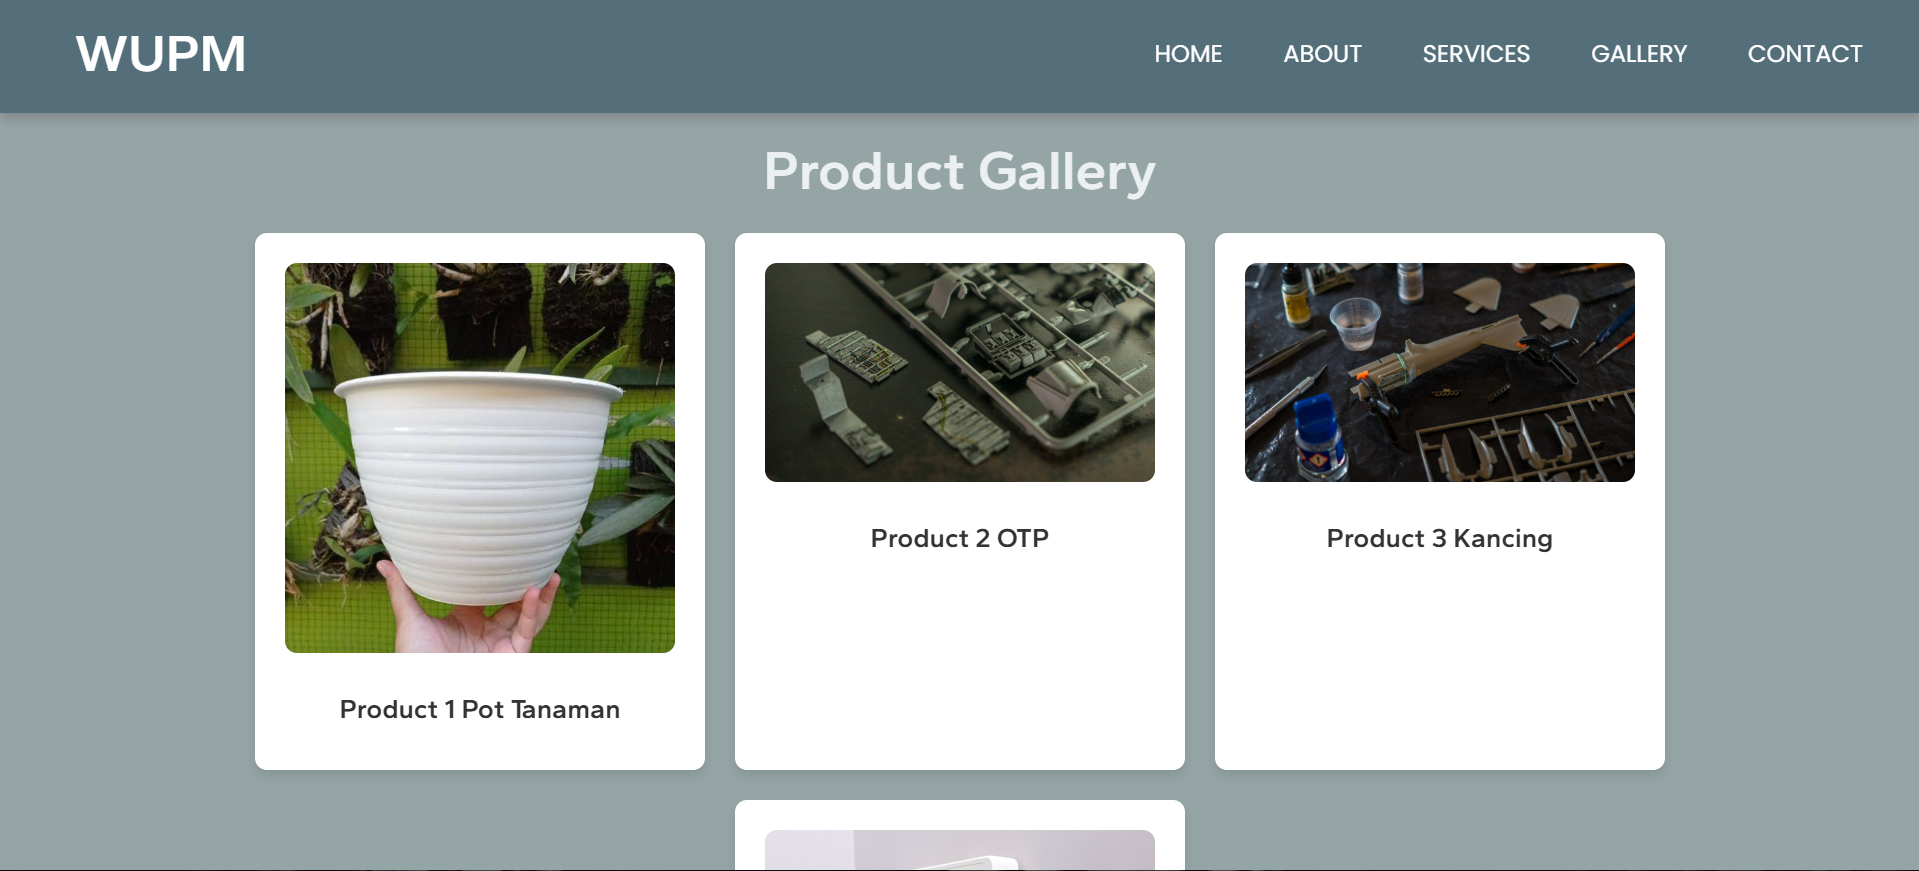 WUPM
HOME ABOUT SERVICES GALLERY CONTACT
Product Gallery
Product 1 Pot Tanaman
Product 2 OTP
Product 3 Kancing